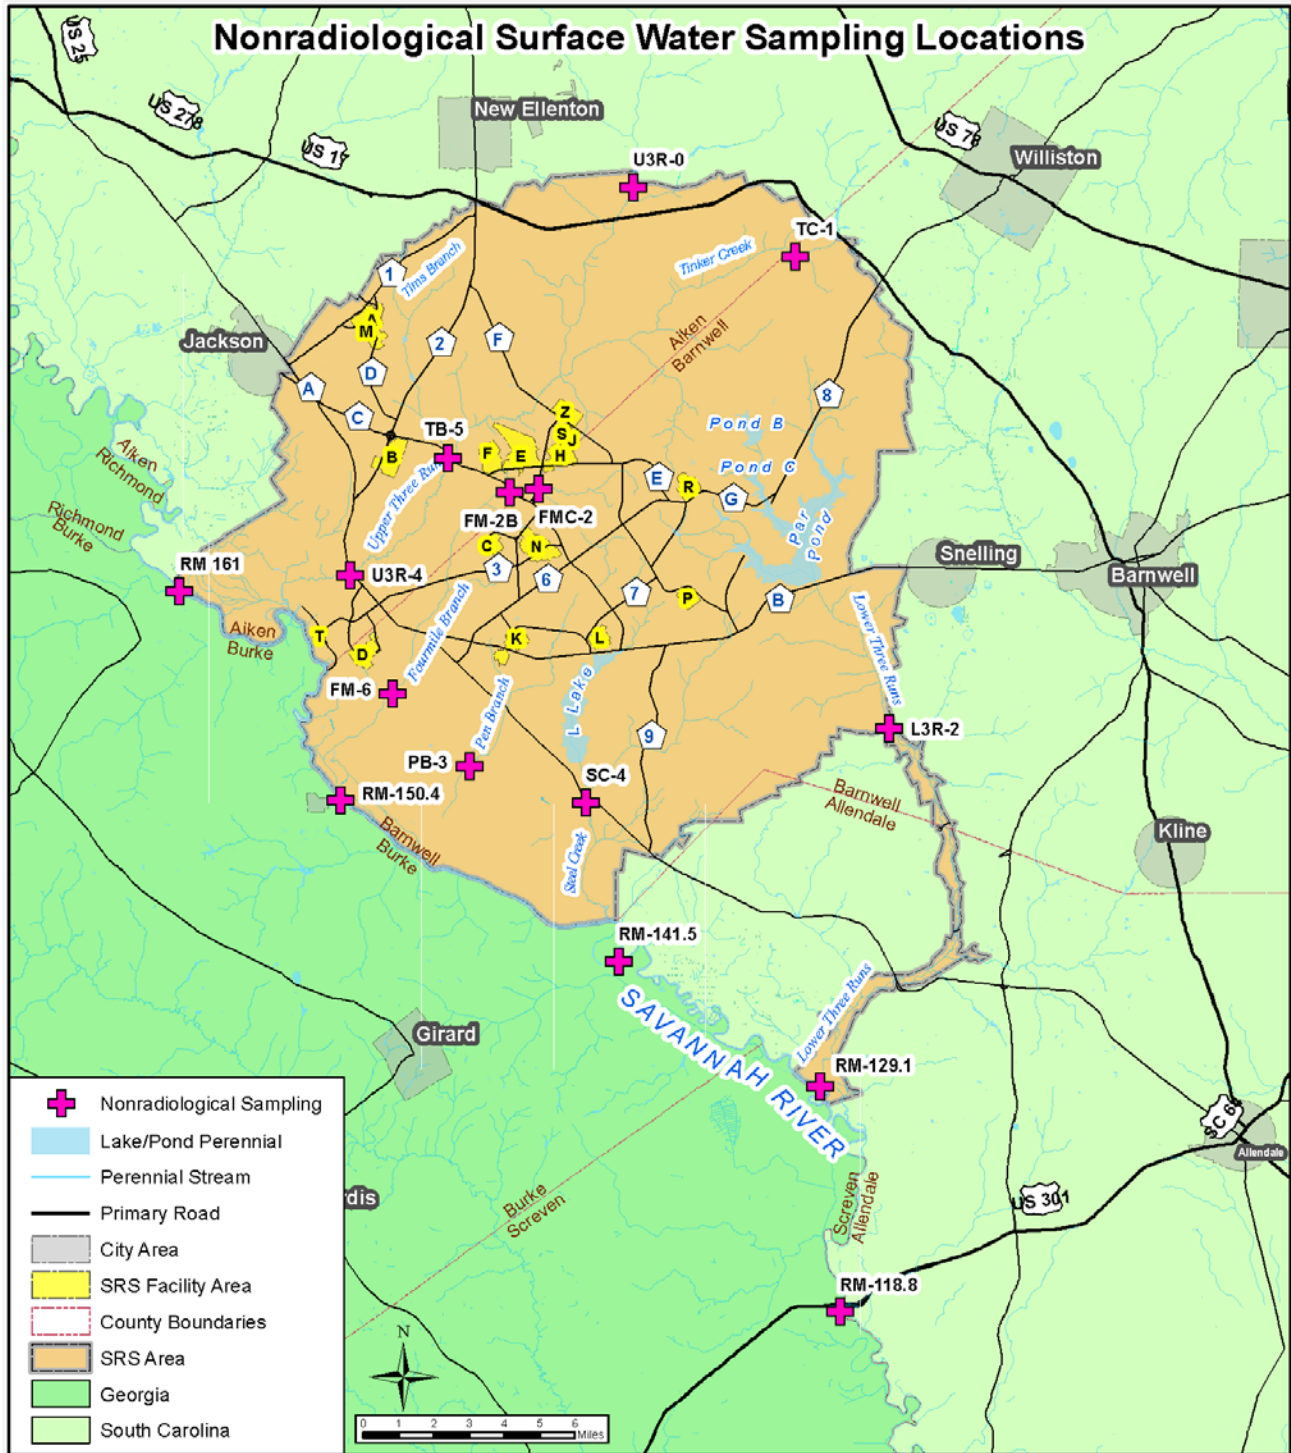 Nonradiological Surface Water Sampling Locations
US 25
US 278
US 17
New Ellenton
US 78
Williston
U3R-0
TC-1
Tinker Creek
1
Tims Branch
A
M
Jackson
2
F
D
A
C
Aiken
Barnwell
8
Z
S
J
H
TB-5
F
E
B
Pond B
Pond C
E
R
G
Par
Pond
Upper Three Runs
FM-2B
FMC-2
Aiken
Richmond
Richmond
Burke
C
N
3
6
7
P
B
Snelling
Barnwell
RM 161
U3R-4
Aiken
Burke
T
D
Fourmile Branch
K
L
Lower Three Runs
FM-6
Pen Branch
L Lake
9
L3R-2
PB-3
SC-4
RM-150.4
Barnwell
Burke
Barnwell
Allendale
Kline
Steel Creek
RM-141.5
SAVANNAH RIVER
Lower Three Runs
Girard
RM-129.1
SC 64
Allendale
Burke
Screven
Screven
Allendale
US 301
rdis
RM-118.8
Nonradiological Sampling
Lake/Pond Perennial
Perennial Stream
Primary Road
City Area
SRS Facility Area
County Boundaries
SRS Area
Georgia
South Carolina
N
0 1 2 3 4 5 6
Miles